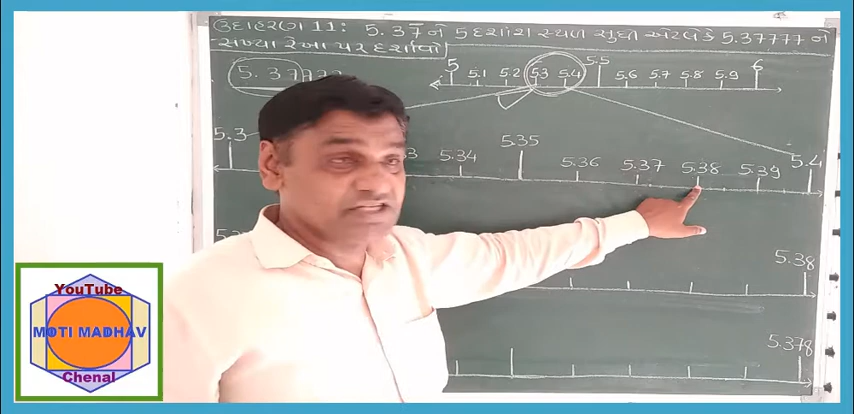 ઉદાહરણ 11: 5.37̄ ને 5 દશાંશ સ્થળ સુધી એટલે કે 5.37777 ને
સંખ્યા રેખા પર દર્શાવો
5.37777
5 5.1 5.2 5.3 5.4 5.5 5.6 5.7 5.8 5.9 6
5.3 5.34 5.35 5.36 5.37 5.38 5.39 5.4
5.38
5.378
YouTube
MOTI MADHAV
Chenal